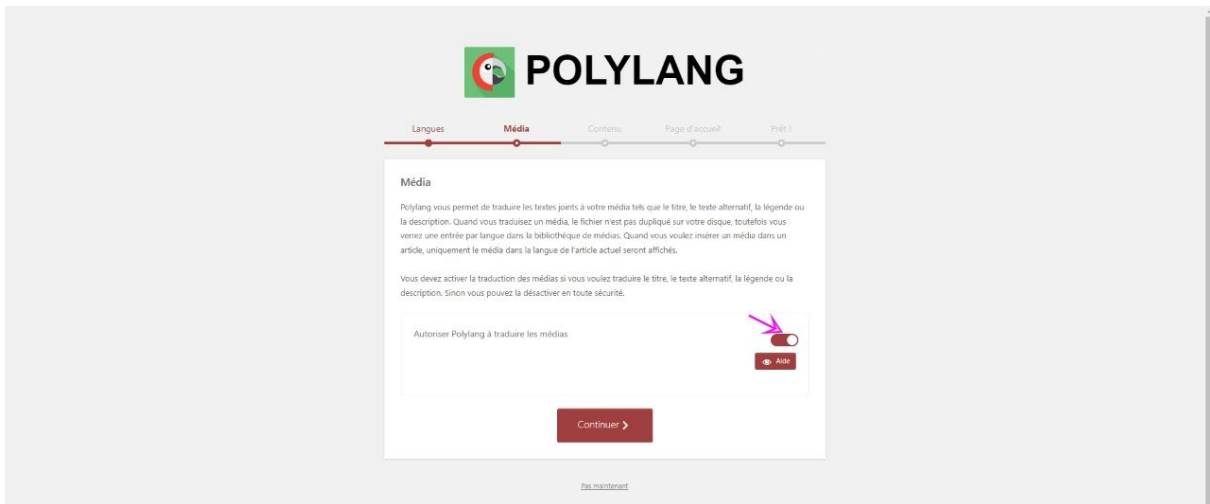 POLYLANG
Langues Média Contenu Page d'accueil Prêt !
Média
Polylang vous permet de traduire les textes joints à votre média tels que le titre, le texte alternatif, la légende ou
la description. Quand vous traduisez un média, le fichier n'est pas dupliqué sur votre disque, toutefois vous
verrez une entrée par langue dans la bibliothèque de médias. Quand vous voulez insérer un média dans un
article, uniquement le média dans la langue de l'article actuel seront affichés.
Vous devez activer la traduction des médias si vous voulez traduire le titre, le texte alternatif, la légende ou la
description. Sinon vous pouvez la désactiver en toute sécurité.
Autoriser Polylang à traduire les médias
Aide
Continuer
Pas maintenant